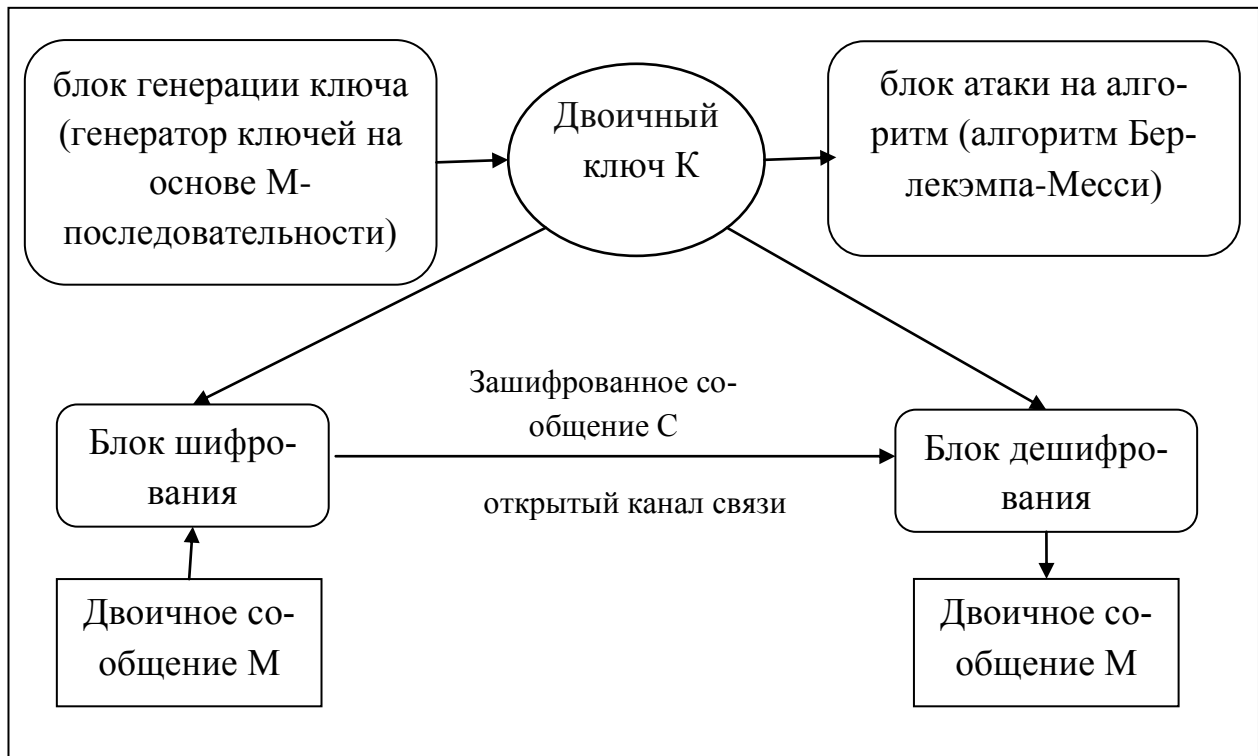 блок генерации ключа
(генератор ключей на
основе М-
последовательности)
Двоичный
ключ К
блок атаки на алго-
ритм (алгоритм Бер-
лекэмпа-Месси)
Зашифрованное со-
общение С
Блок шифро-
вания
открытый канал связи
Блок дешифро-
вания
Двоичное со-
общение М
Двоичное со-
общение М